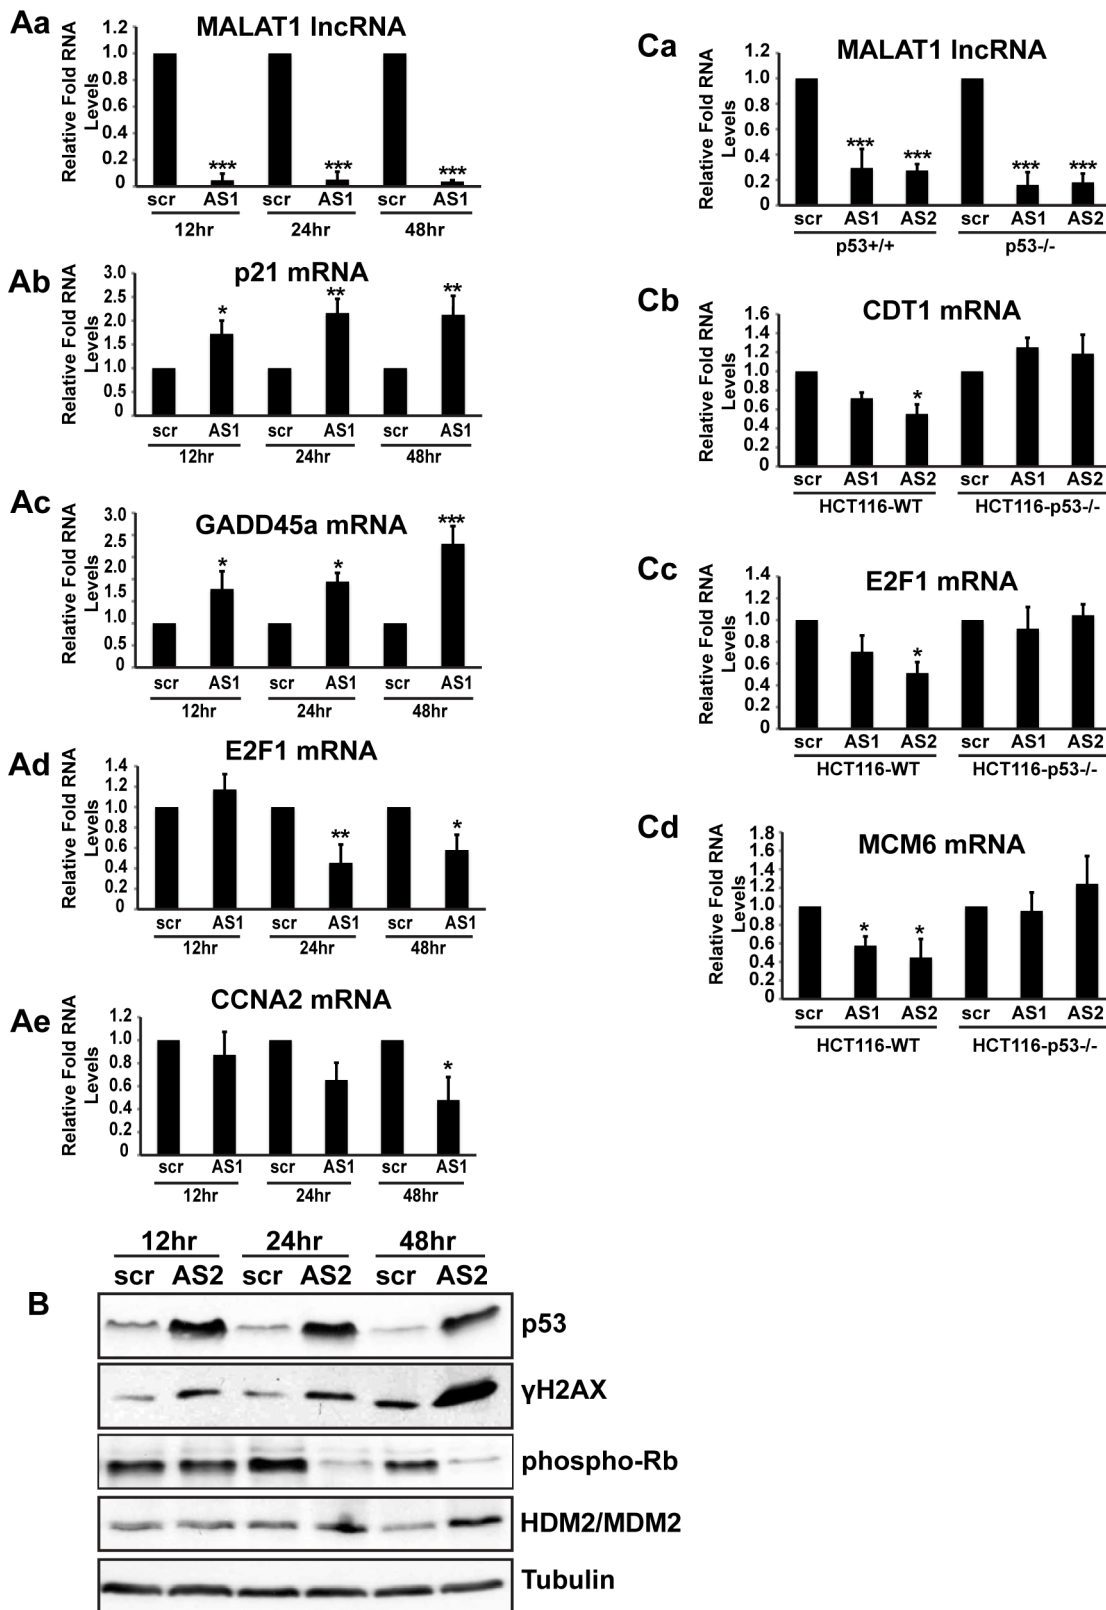 Aa
MALAT1 lncRNA
Relative Fold RNA
Levels
1.2
1.0
0.8
0.6
0.4
0.2
0
*** *** ***
scr AS1 scr AS1 scr AS1
12hr 24hr 48hr
Ab
p21 mRNA
Relative Fold RNA
Levels
3.0
2.5
2.0
1.5
1.0
0.5
0
* ** **
scr AS1 scr AS1 scr AS1
12hr 24hr 48hr
Ac
GADD45a mRNA
Relative Fold RNA
Levels
3.0
2.5
2.0
1.5
1.0
0.5
0
* * ***
scr AS1 scr AS1 scr AS1
12hr 24hr 48hr
Ad
E2F1 mRNA
Relative Fold RNA
Levels
1.4
1.2
1.0
0.8
0.6
0.4
0.2
0
** *
scr AS1 scr AS1 scr AS1
12hr 24hr 48hr
Ae
CCNA2 mRNA
Relative Fold RNA
Levels
1.2
1.0
0.8
0.6
0.4
0.2
0
*
scr AS1 scr AS1 scr AS1
12hr 24hr 48hr
B
12hr 24hr 48hr
scr AS2 scr AS2 scr AS2
p53
γH2AX
phospho-Rb
HDM2/MDM2
Tubulin
Ca
MALAT1 lncRNA
Relative Fold RNA
Levels
1.2
1.0
0.8
0.6
0.4
0.2
0
*** *** *** ***
scr AS1 AS2 scr AS1 AS2
p53+/+ p53-/-
Cb
CDT1 mRNA
Relative Fold RNA
Levels
1.6
1.4
1.2
1.0
0.8
0.6
0.4
0.2
0
*
scr AS1 AS2 scr AS1 AS2
HCT116-WT HCT116-p53-/-
Cc
E2F1 mRNA
Relative Fold RNA
Levels
1.4
1.2
1.0
0.8
0.6
0.4
0.2
0
*
scr AS1 AS2 scr AS1 AS2
HCT116-WT HCT116-p53-/-
Cd
MCM6 mRNA
Relative Fold RNA
Levels
1.8
1.6
1.4
1.2
1.0
0.8
0.6
0.4
0.2
0
* *
scr AS1 AS2 scr AS1 AS2
HCT116-WT HCT116-p53-/-